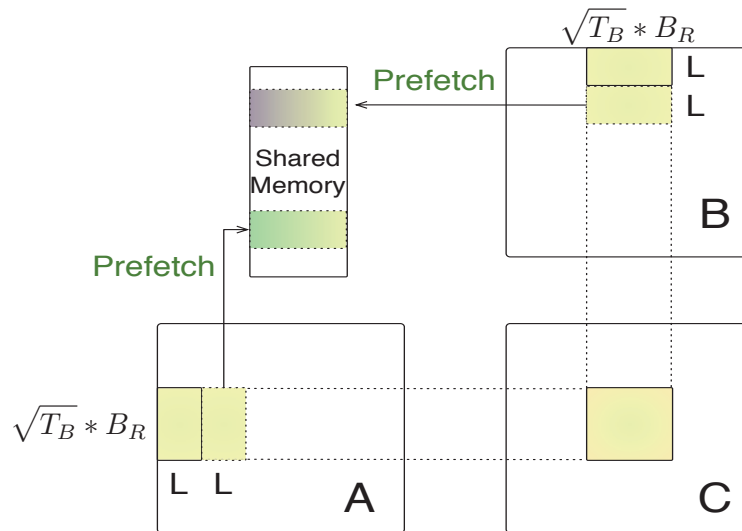 √T_B * B_R
L
Prefetch
L
Shared
Memory
B
Prefetch
√T_B * B_R
L L
A
C